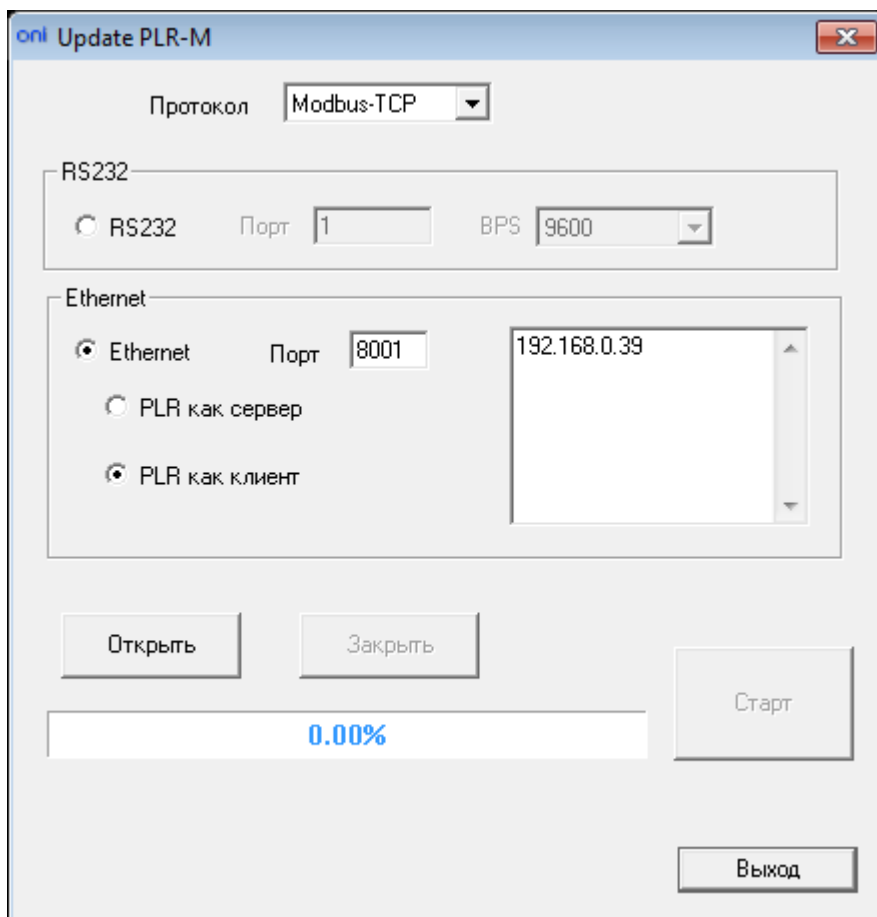 oni Update PLR-M
Протокол Modbus-TCP
RS232
RS232 Порт 1 BPS 9600
Ethernet
Ethernet Порт 8001 192.168.0.39
PLR как сервер
PLR как клиент
Открыть Закрыть
Старт
0.00%
Выход